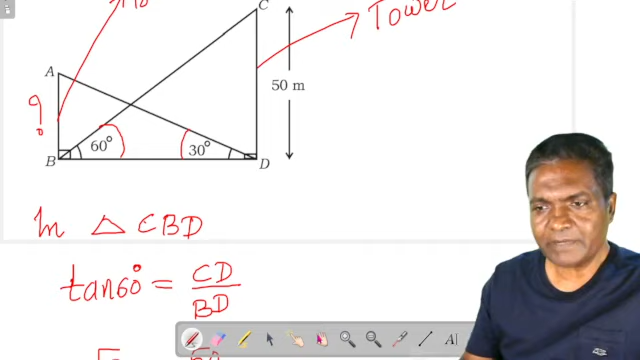 C
Tower
A
50 m
?
60°
30°
B
D
In △ CBD
tan60° = CD
BD
A